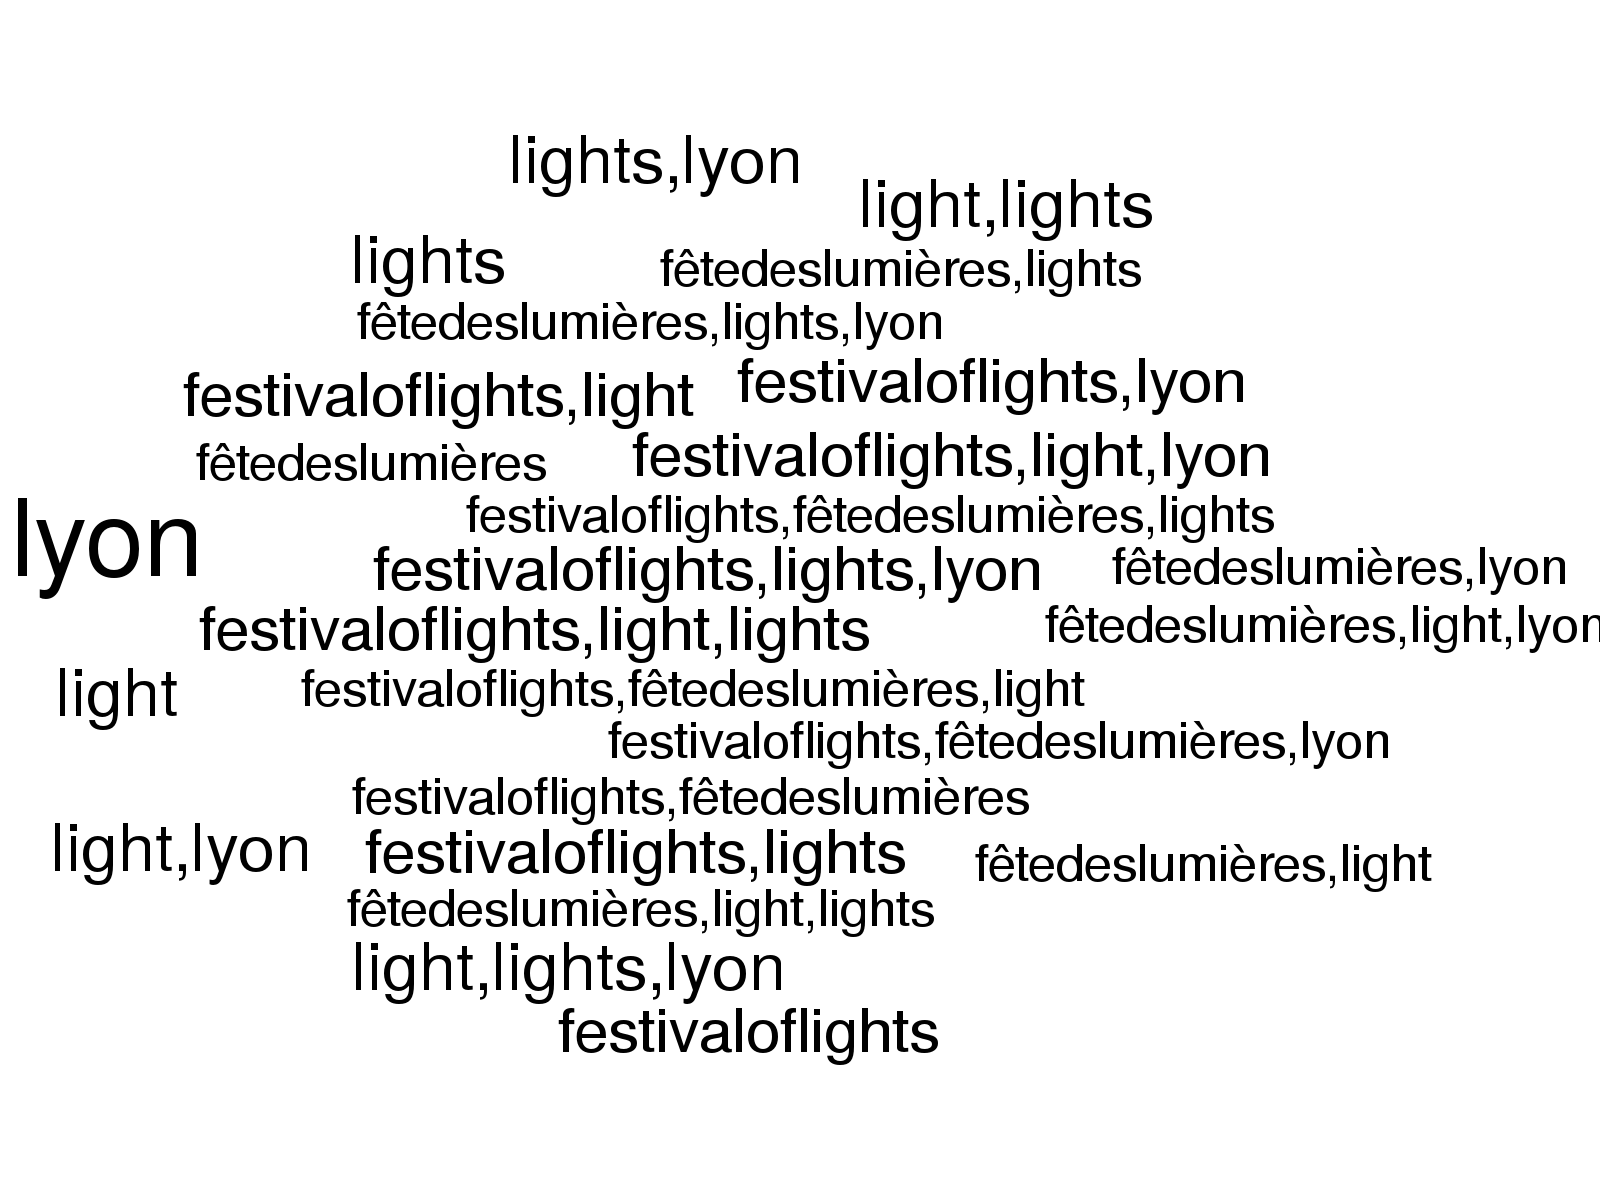 lights,lyon
light,lights
lights
fêtedeslumières,lights
fêtedeslumières,lights,lyon
festivaloflights,light
festivaloflights,lyon
fêtedeslumières
festivaloflights,light,lyon
lyon
festivaloflights,fêtedeslumières,lights
festivaloflights,lights,lyon
fêtedeslumières,lyon
festivaloflights,light,lights
fêtedeslumières,light,lyon
light
festivaloflights,fêtedeslumières,light
festivaloflights,fêtedeslumières,lyon
festivaloflights,fêtedeslumières
light,lyon
festivaloflights,lights
fêtedeslumières,light
fêtedeslumières,light,lights
light,lights,lyon
festivaloflights